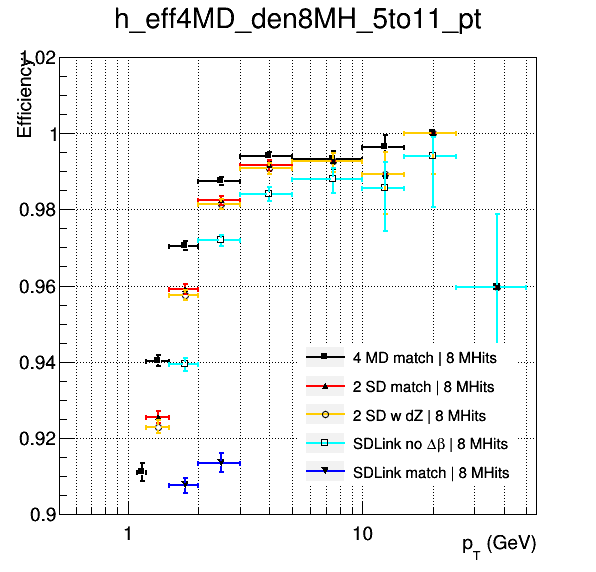 h_eff4MD_den8MH_5to11_pt
Efficiency
1.02
1
0.98
0.96
0.94
0.92
0.9
4 MD match | 8 MHits
2 SD match | 8 MHits
2 SD w dZ | 8 MHits
SDLink no Δβ | 8 MHits
SDLink match | 8 MHits
1
10
p_T (GeV)